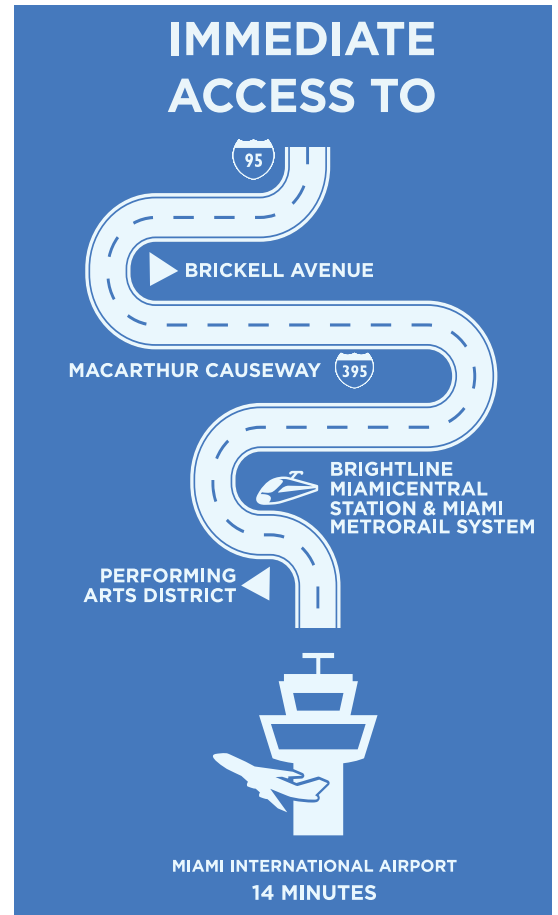 IMMEDIATE
ACCESS TO
95
BRICKELL AVENUE
MACARTHUR CAUSEWAY 395
BRIGHTLINE
MIAMICENTRAL
STATION & MIAMI
METRORAIL SYSTEM
PERFORMING
ARTS DISTRICT
MIAMI INTERNATIONAL AIRPORT
14 MINUTES